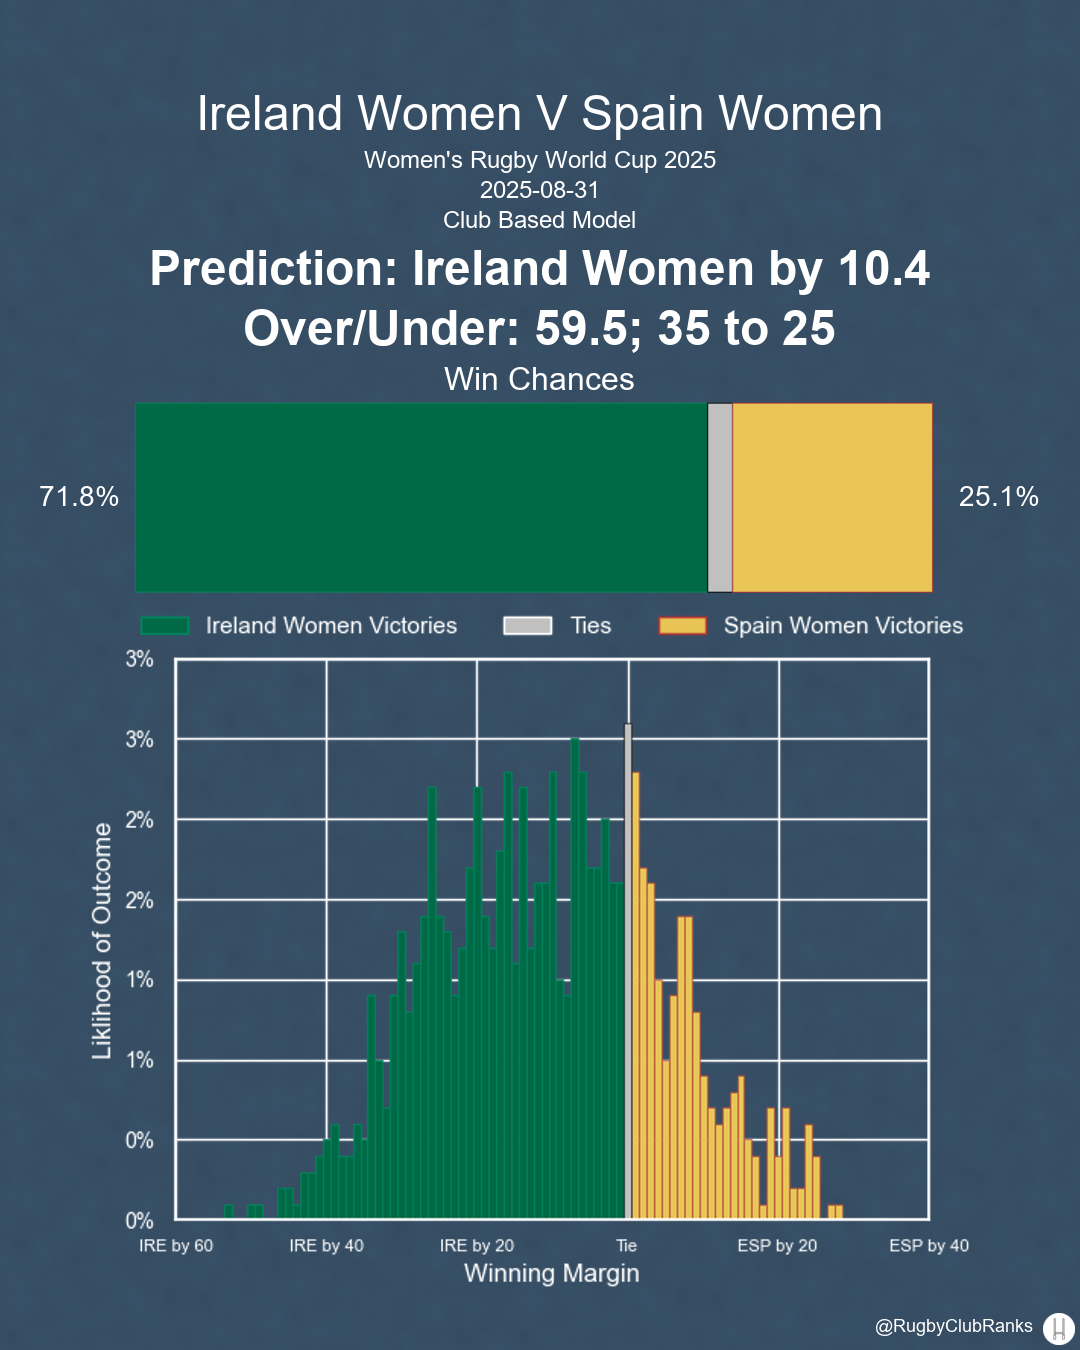 Ireland Women V Spain Women
Women's Rugby World Cup 2025
2025-08-31
Club Based Model
Prediction: Ireland Women by 10.4
Over/Under: 59.5; 35 to 25
Win Chances
71.8%
25.1%
Ireland Women Victories
Ties
Spain Women Victories
3%
3%
2%
2%
1%
1%
0%
0%
Liklihood of Outcome
IRE by 60
IRE by 40
IRE by 20
Tie
ESP by 20
ESP by 40
Winning Margin
@RugbyClubRanks